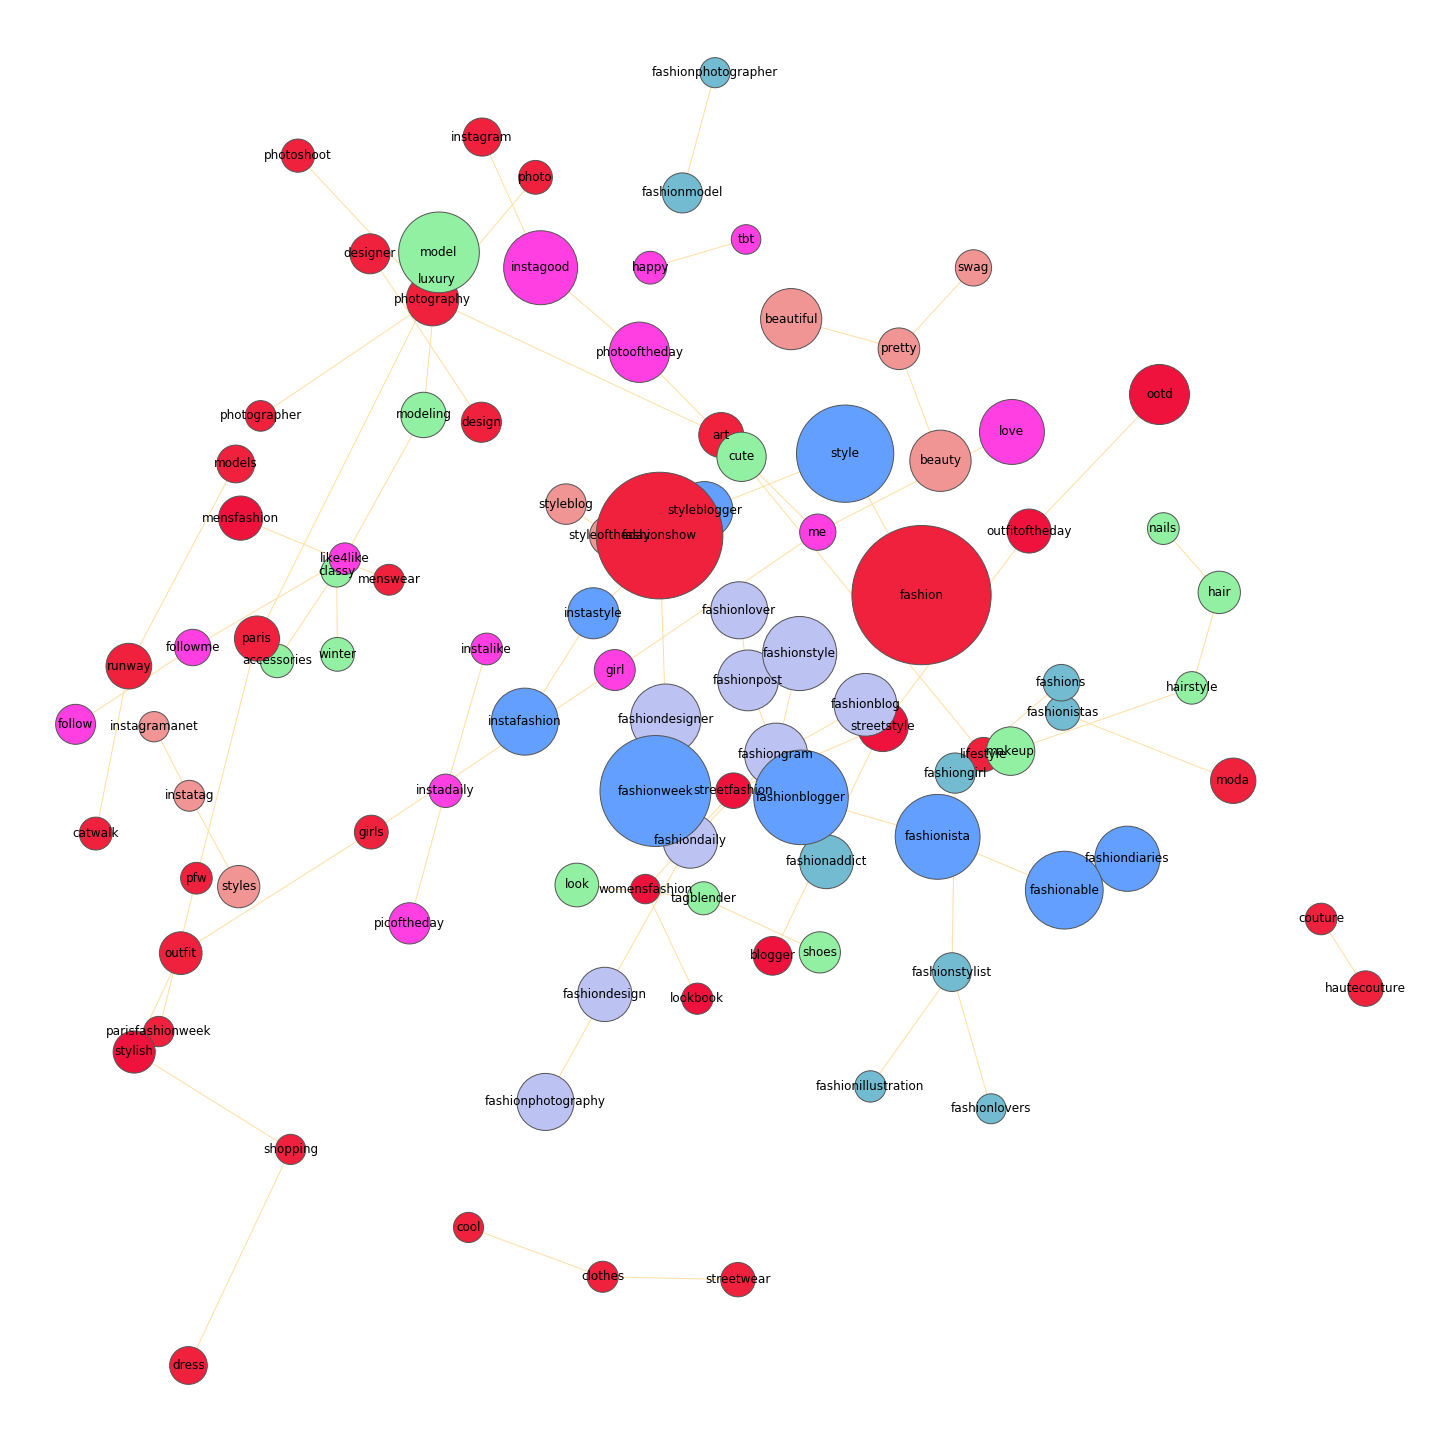 fashionphotographer
instagram
photoshoot
photo
fashionmodel
tbt
designer
model
instagood
happy
swag
luxury
photography
beautiful
pretty
photooftheday
ootd
photographer
modeling
design
art
love
cute
style
beauty
models
styleblog
styleblogger
mensfashion
nails
styleoftheday
fashionshow
me
outfitoftheday
like4like
classy
menswear
hair
fashion
instastyle
fashionlover
paris
followme
instalike
winter
accessories
fashionstyle
runway
girl
fashionpost
fashions
hairstyle
fashionblog
fashionistas
follow
instagramanet
instafashion
fashiondesigner
streetstyle
fashiongram
lifestyle
makeup
fashiongirl
moda
instatag
instadaily
fashionweek
streetfashion
fashionblogger
catwalk
girls
fashiondaily
fashionista
fashiondiaries
fashionaddict
pfw
styles
look
womensfashion
tagblender
fashionable
couture
picoftheday
outfit
blogger
shoes
fashionstylist
hautecouture
fashiondesign
lookbook
parisfashionweek
stylish
fashionillustration
fashionphotography
fashionlovers
shopping
cool
clothes
streetwear
dress